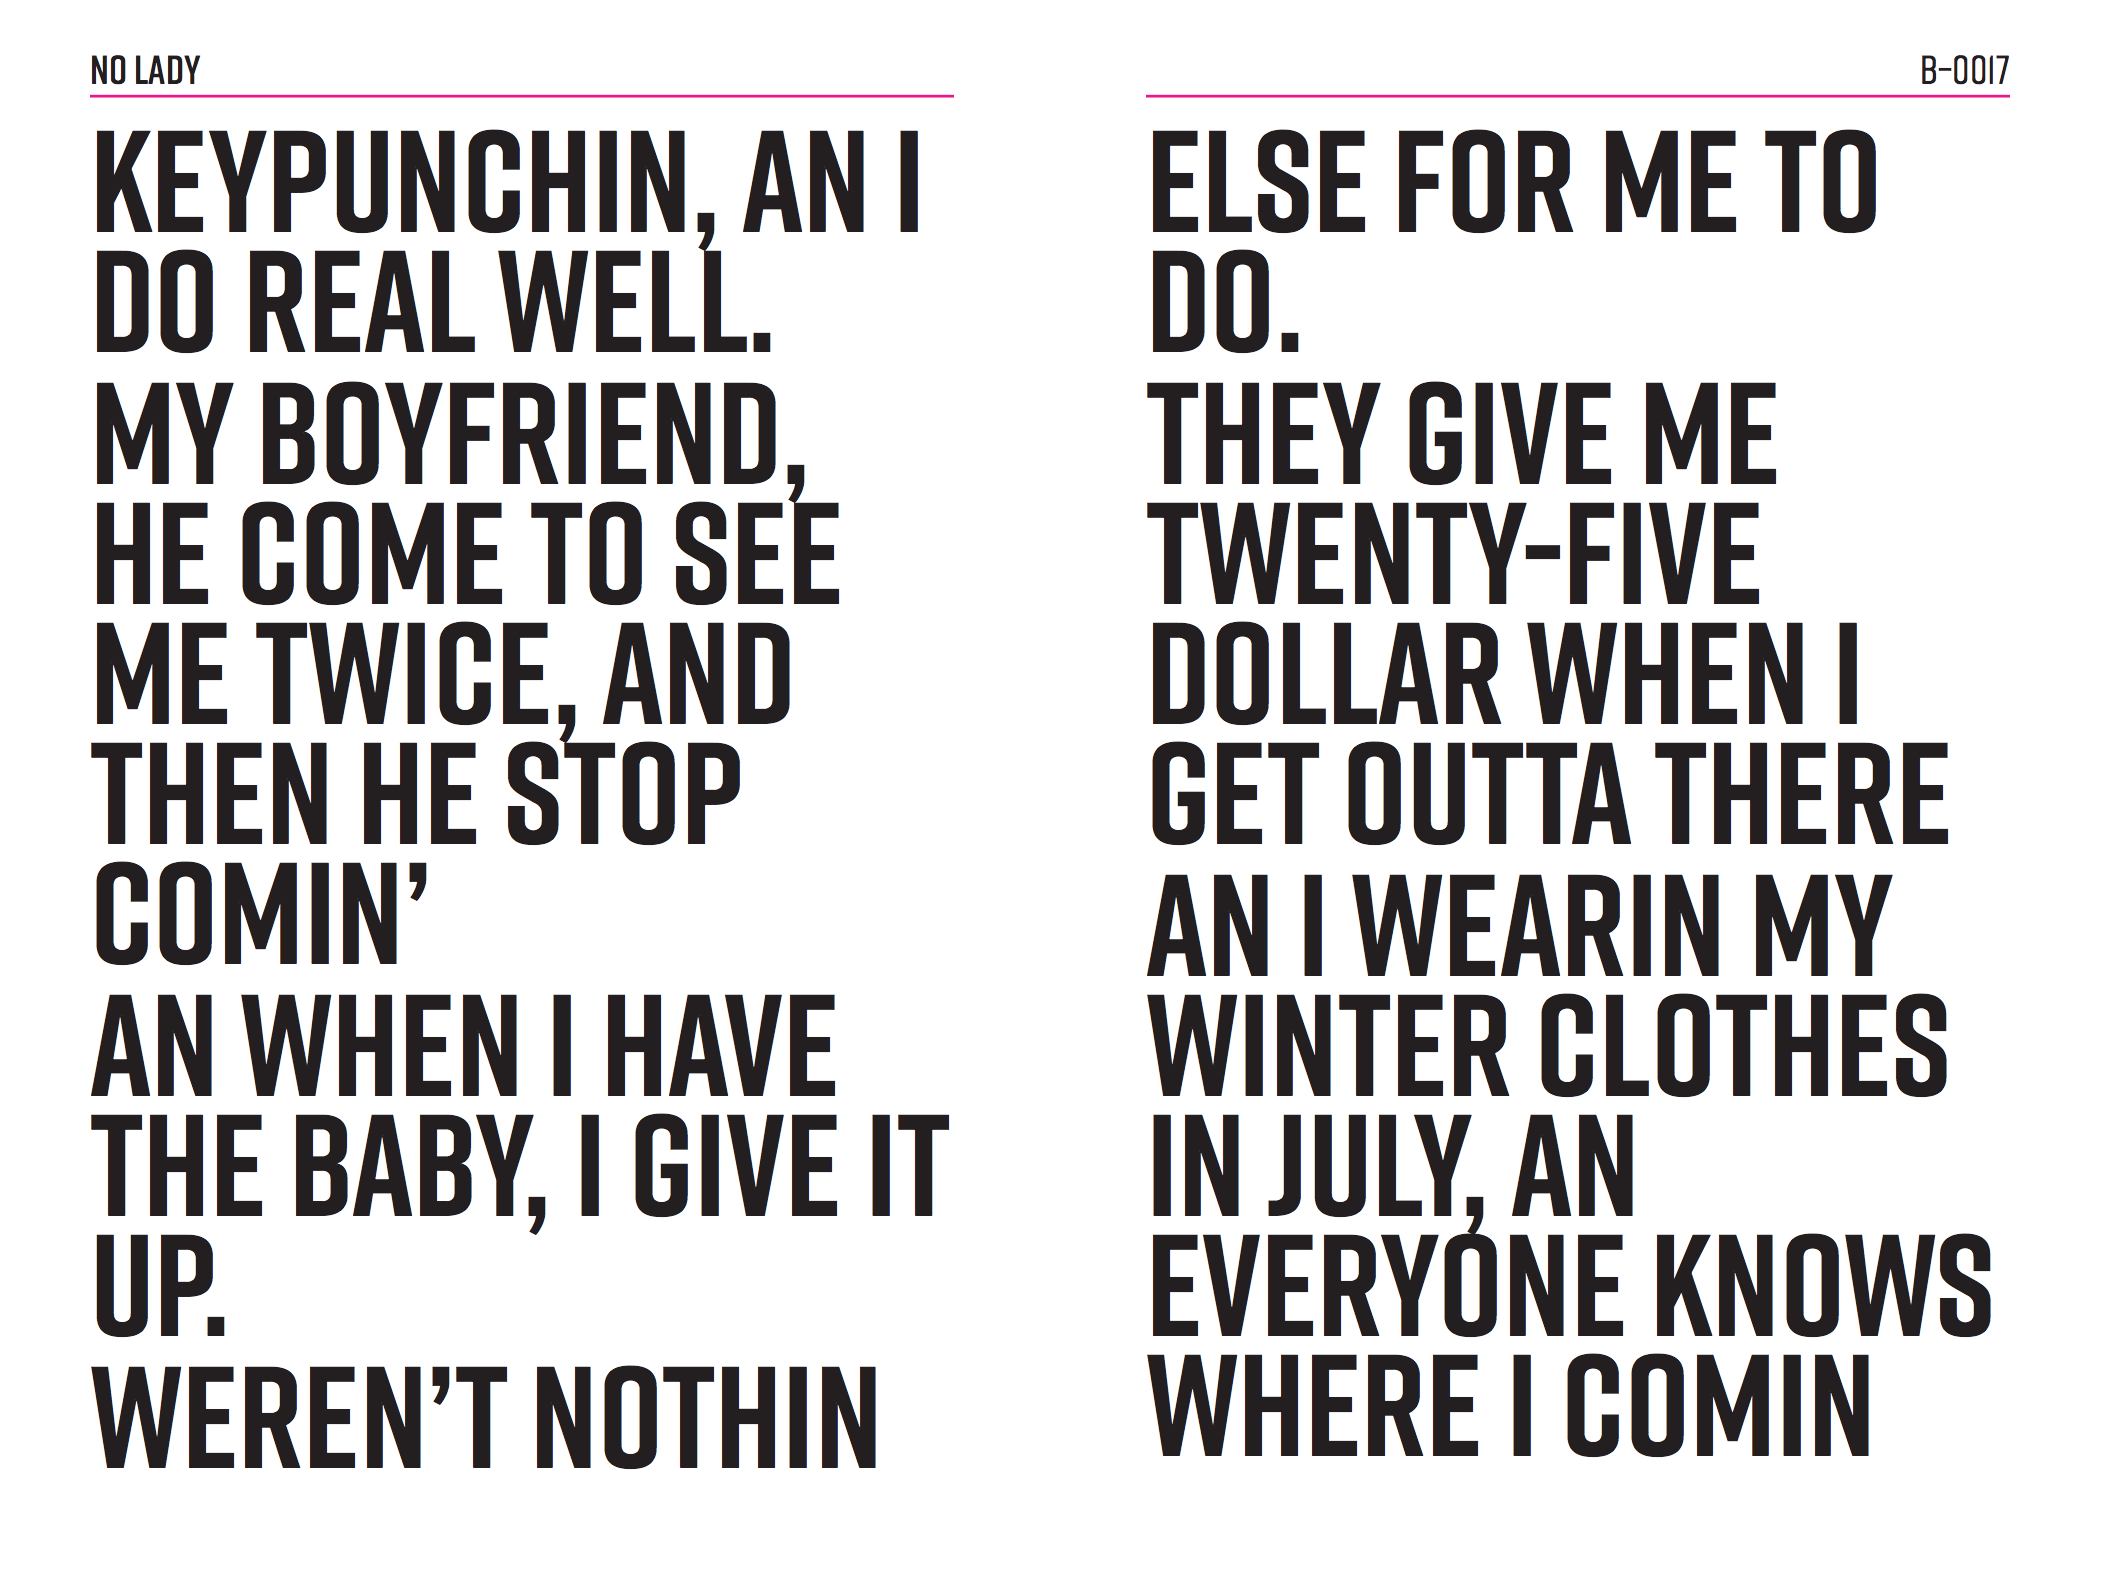 NO LADY
KEYPUNCHIN, AN I
DO REAL WELL.
MY BOYFRIEND,
HE COME TO SEE
ME TWICE, AND
THEN HE STOP
COMIN’
AN WHEN I HAVE
THE BABY, I GIVE IT
UP.
WEREN’T NOTHIN
B-0017
ELSE FOR ME TO
DO.
THEY GIVE ME
TWENTY-FIVE
DOLLAR WHEN I
GET OUTTA THERE
AN I WEARIN MY
WINTER CLOTHES
IN JULY, AN
EVERYONE KNOWS
WHERE I COMIN